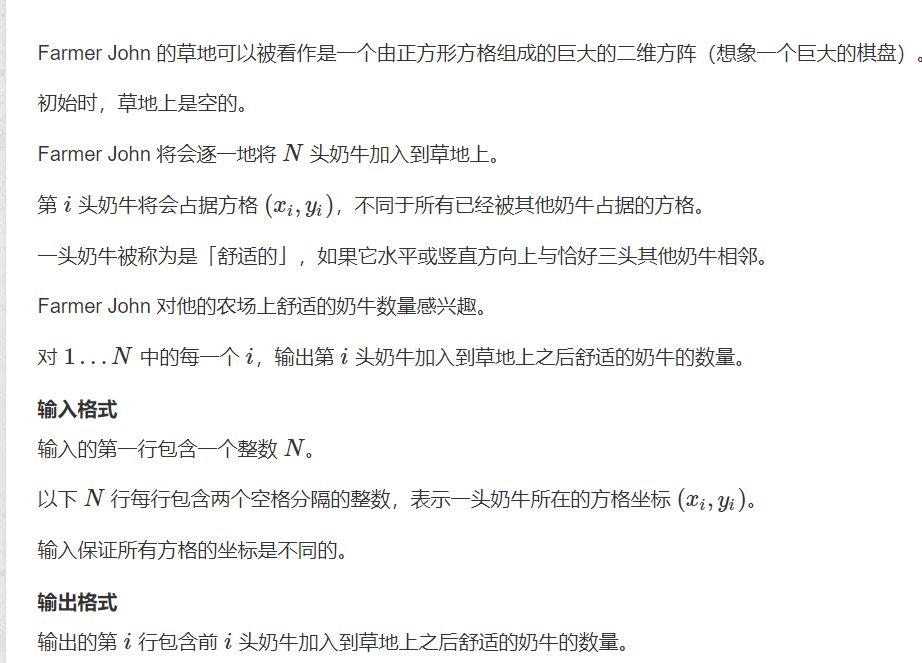 Farmer John 的草地可以被看作是一个由正方形方格组成的巨大的二维方阵（想象一个巨大的棋盘）。
初始时，草地上是空的。
Farmer John 将会逐一地将 N 头奶牛加入到草地上。
第 i 头奶牛将会占据方格 (xᵢ, yᵢ)，不同于所有已经被其他奶牛占据的方格。
一头奶牛被称为是「舒适的」，如果它水平或竖直方向上与恰好三头其他奶牛相邻。
Farmer John 对他的农场上舒适的奶牛数量感兴趣。
对 1…N 中的每一个 i，输出第 i 头奶牛加入到草地上之后舒适的奶牛的数量。
输入格式
输入的第一行包含一个整数 N。
以下 N 行每行包含两个空格分隔的整数，表示一头奶牛所在的方格坐标 (xᵢ, yᵢ)。
输入保证所有方格的坐标是不同的。
输出格式
输出的第 i 行包含前 i 头奶牛加入到草地上之后舒适的奶牛的数量。